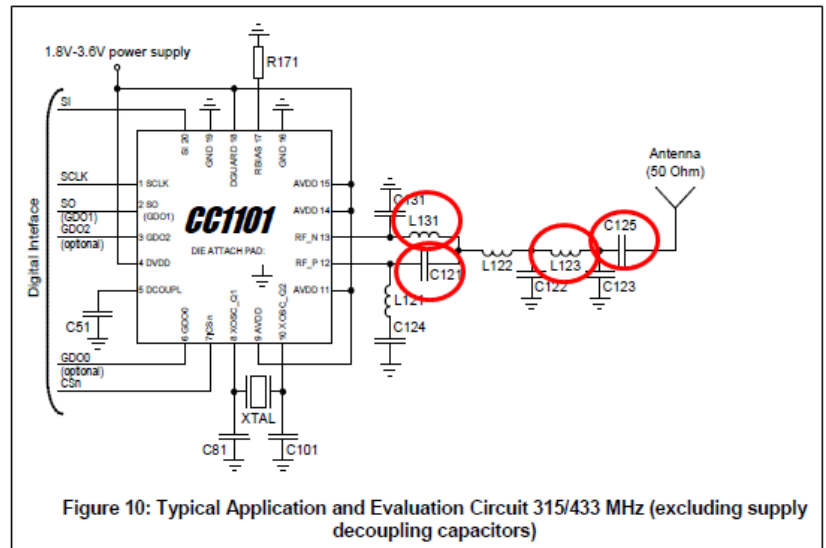 1.8V-3.6V power supply
R171
SI
SI 20
GND 19
DGUARD 18
RBIAS 17
GND 16
Antenna
(50 Ohm)
SCLK
1 SCLK
AVDD 15
C131
L131
C125
SO
(GDO1)
2 SO
(GDO1)
CC1101
AVDD 14
GDO2
(optional)
3 GDO2
DIE ATTACH PAD:
RF_N 13
4 DVDD
RF_P 12
C121
L122
L123
C122
C123
Digital Inteface
5 DCOUPL
AVDD 11
L121
C51
6 GDO0
7 CSn
8 XOSC_Q1
9 AVDD
10 XOSC_Q2
C124
GDO0
(optional)
CSn
XTAL
C81
C101
Figure 10: Typical Application and Evaluation Circuit 315/433 MHz (excluding supply
decoupling capacitors)